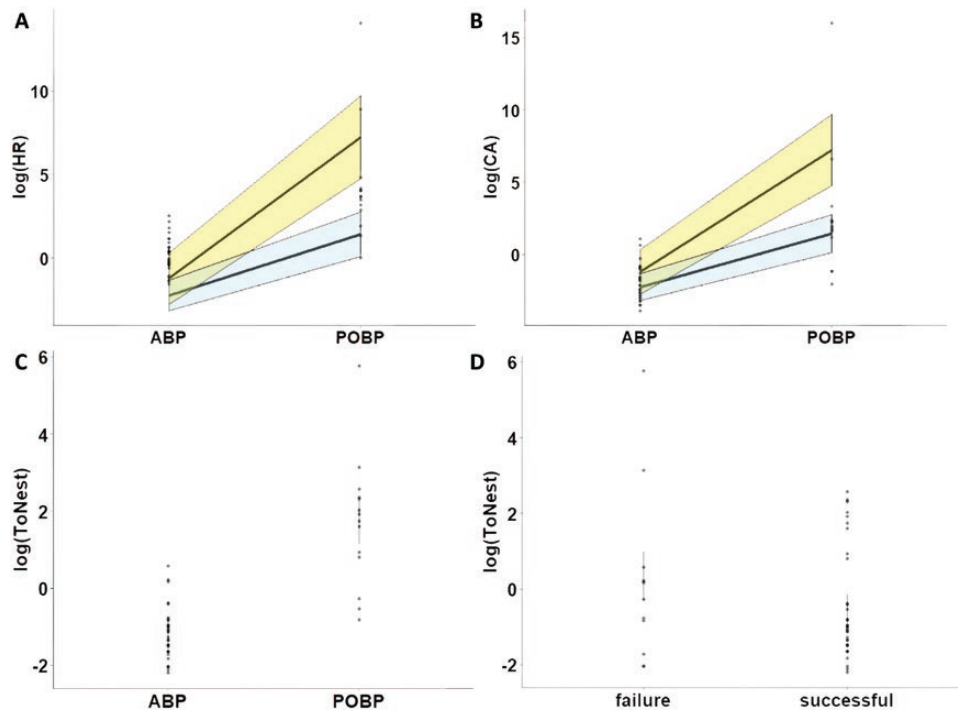 A
log(HR)
10
5
0
ABP
POBP
B
log(CA)
15
10
5
0
ABP
POBP
C
log(ToNest)
6
4
2
0
-2
ABP
POBP
D
log(ToNest)
6
4
2
0
-2
failure
successful